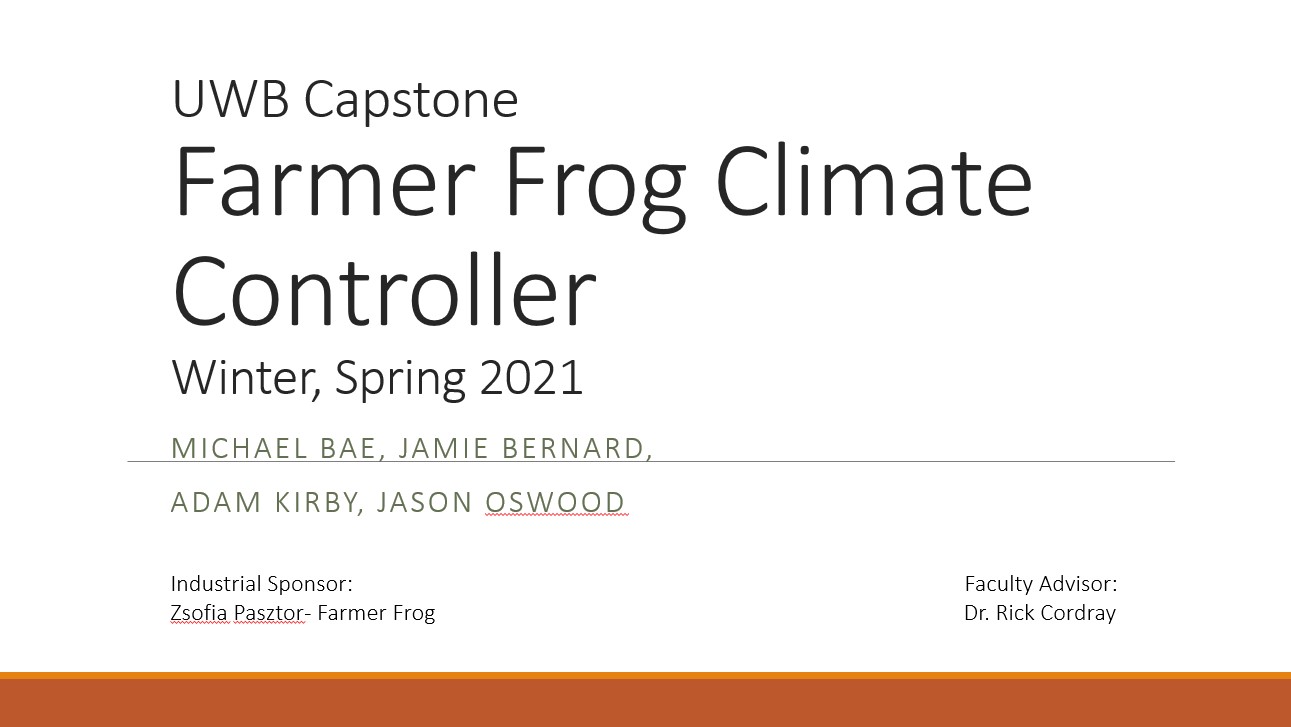 UWB Capstone
Farmer Frog Climate
Controller
Winter, Spring 2021
MICHAEL BAE, JAMIE BERNARD,
ADAM KIRBY, JASON OSWOOD
Industrial Sponsor:
Zsofia Pasztor- Farmer Frog
Faculty Advisor:
Dr. Rick Cordray